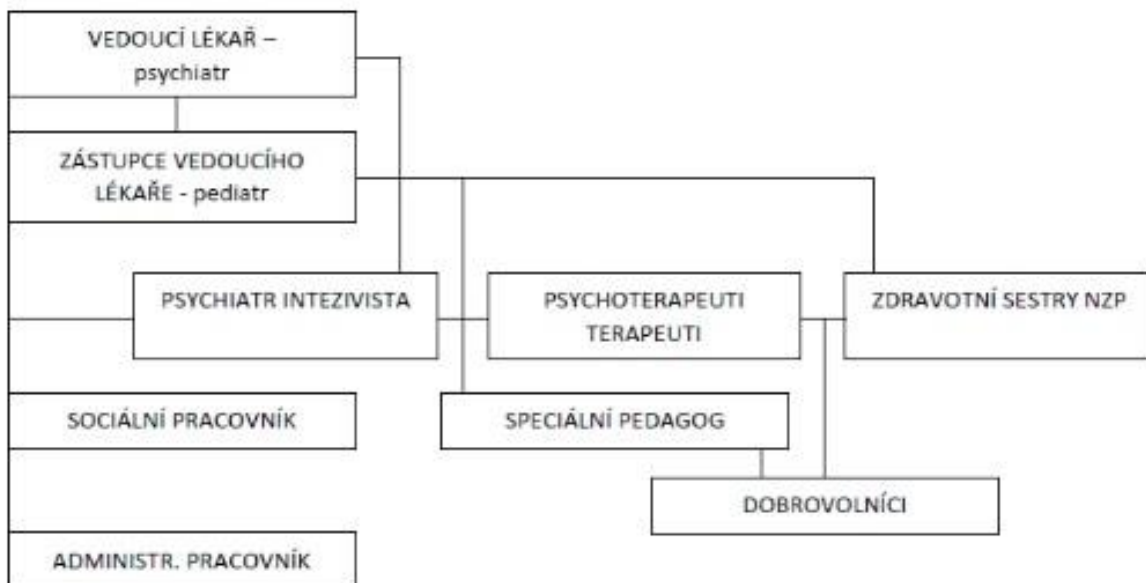 VEDOUCÍ LÉKAŘ –
psychiatr
ZÁSTUPCE VEDOUCÍHO
LÉKAŘE - pediatr
PSYCHIATR INTEZIVISTA
PSYCHOTERAPEUTI
TERAPEUTI
ZDRAVOTNÍ SESTRY NZP
SOCIÁLNÍ PRACOVNÍK
SPECIÁLNÍ PEDAGOG
DOBROVOLNÍCI
ADMINISTR. PRACOVNÍK